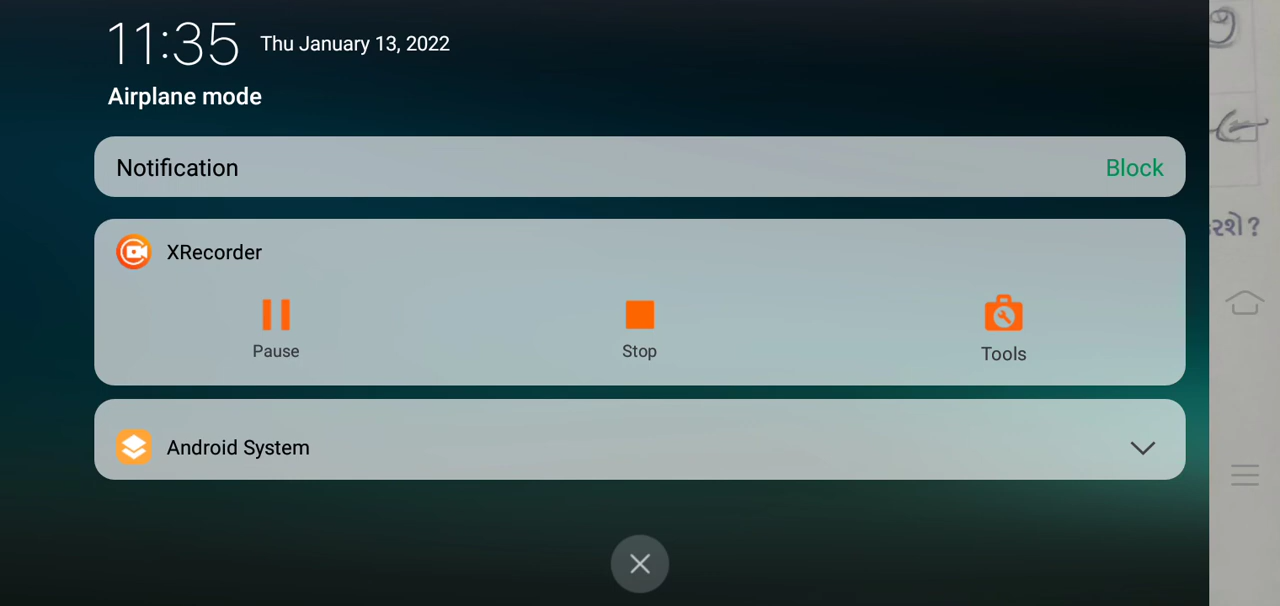 11:35 Thu January 13, 2022
Airplane mode
Notification Block
XRecorder
Pause Stop Tools
Android System
રશે?